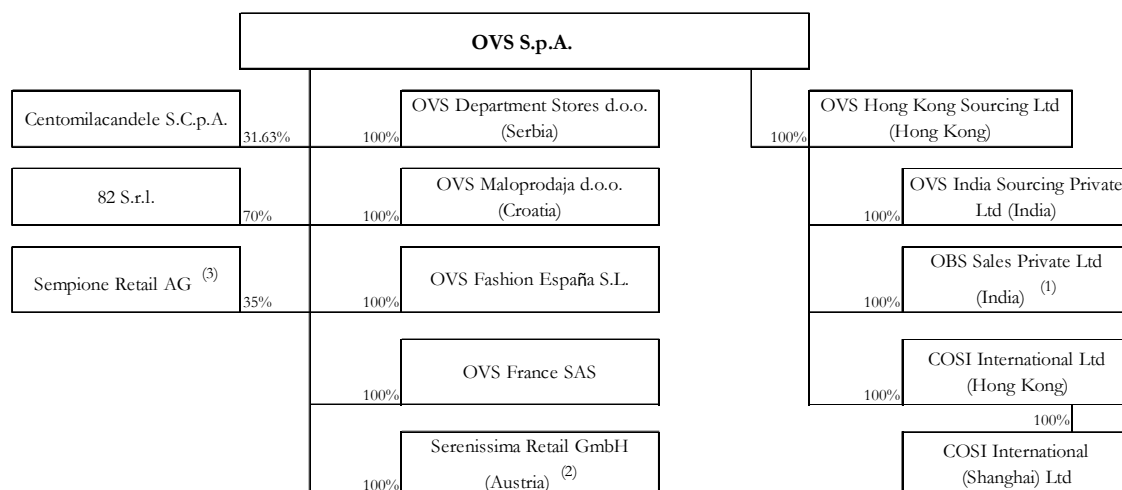 OVS S.p.A.
Centomilacandele S.C.p.A.
31.63%
100%
OVS Department Stores d.o.o.
(Serbia)
100%
OVS Hong Kong Sourcing Ltd
(Hong Kong)
82 S.r.l.
70%
100%
OVS Maloprodaja d.o.o.
(Croatia)
100%
OVS India Sourcing Private
Ltd (India)
Sempione Retail AG (3)
35%
100%
OVS Fashion España S.L.
100%
OBS Sales Private Ltd
(India) (1)
100%
OVS France SAS
100%
COSI International Ltd
(Hong Kong)
100%
Serenissima Retail GmbH
(Austria) (2)
100%
COSI International
(Shanghai) Ltd